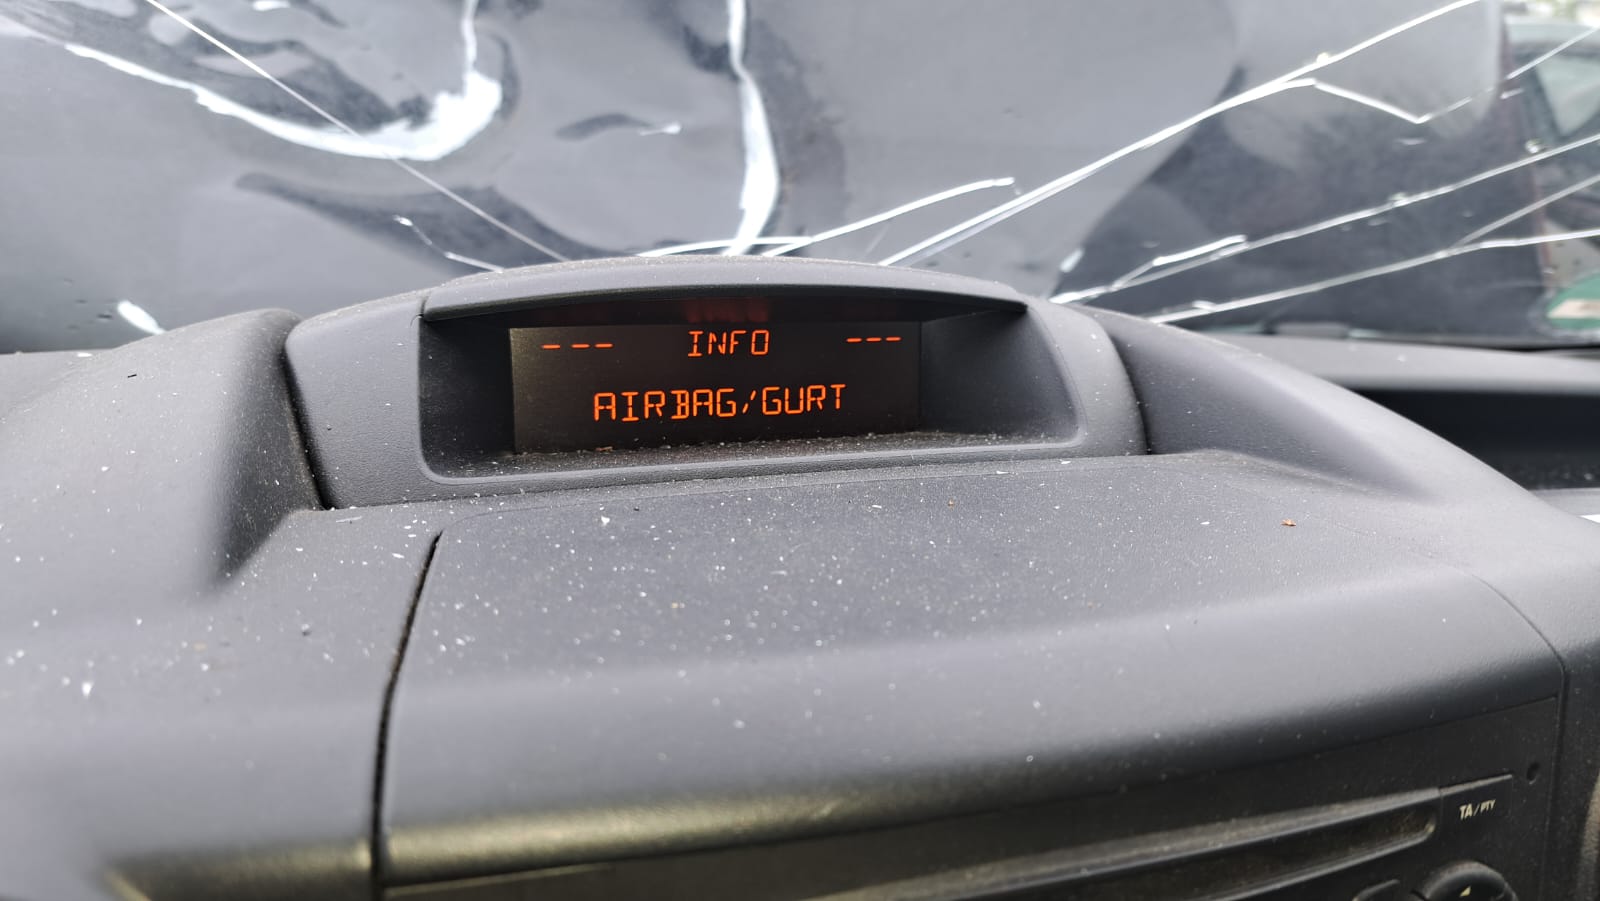 --- INFO ---
AIRBAG/GURT
TA/PTY